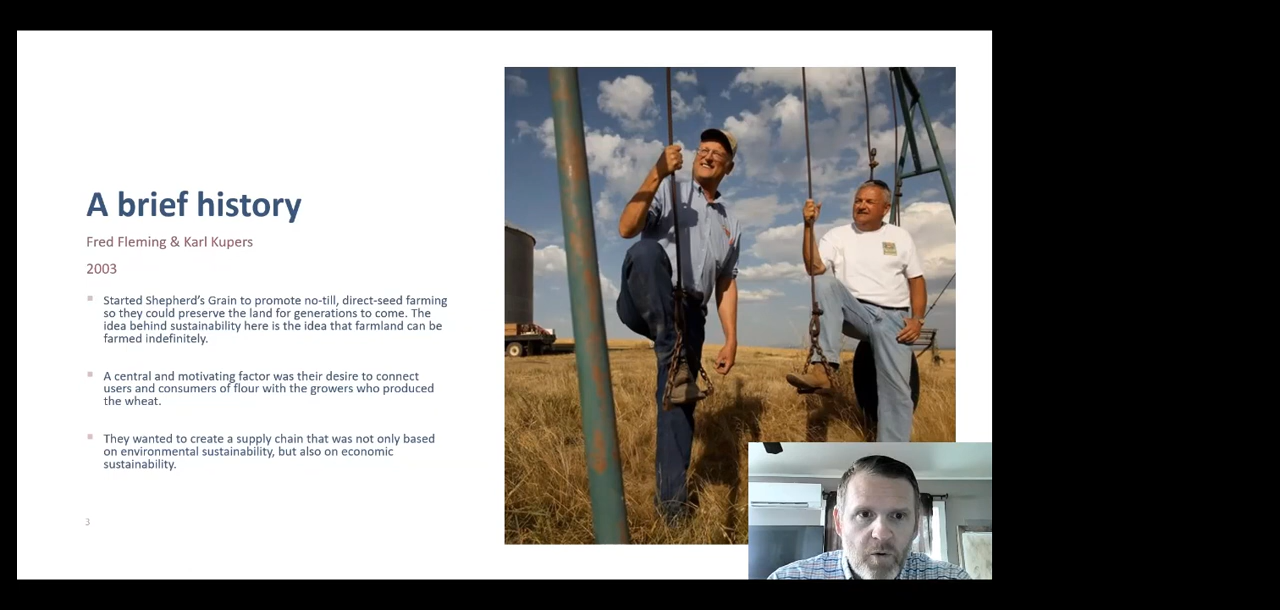 A brief history
Fred Fleming & Karl Kupers
2003
Started Shepherd's Grain to promote no-till, direct-seed farming
so they could preserve the land for generations to come. The
idea behind sustainability here is the idea that farmland can be
farmed indefinitely.
A central and motivating factor was their desire to connect
users and consumers of flour with the growers who produced
the wheat.
They wanted to create a supply chain that was not only based
on environmental sustainability, but also on economic
sustainability.
3